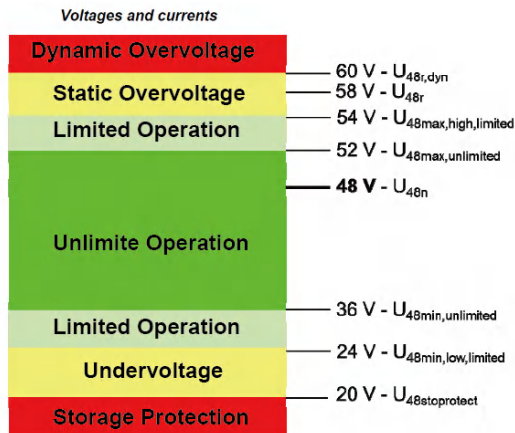 Voltages and currents
Dynamic Overvoltage
60 V - U48r,dyn
Static Overvoltage
58 V - U48r
54 V - U48max,high,limited
Limited Operation
52 V - U48max,unlimited
48 V - U48n
Unlimite Operation
36 V - U48min,unlimited
Limited Operation
24 V - U48min,low,limited
Undervoltage
20 V - U48stoprotect
Storage Protection